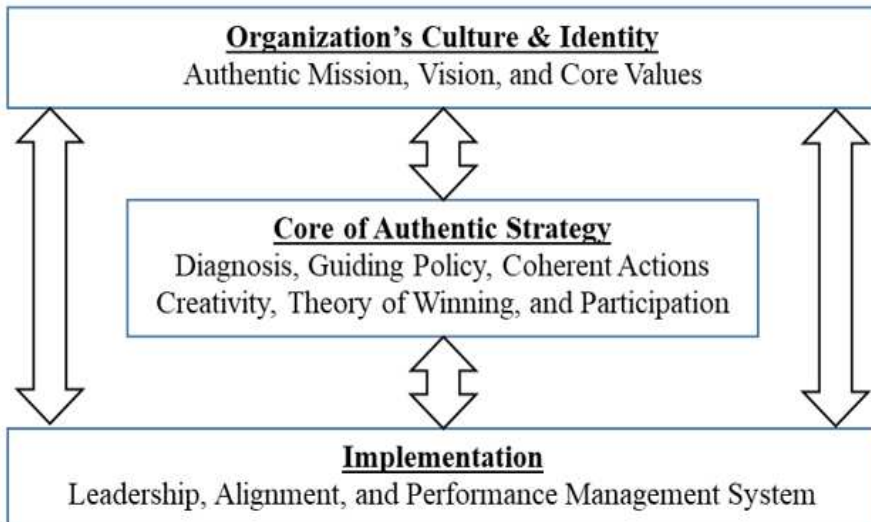 Organization’s Culture & Identity
Authentic Mission, Vision, and Core Values
Core of Authentic Strategy
Diagnosis, Guiding Policy, Coherent Actions
Creativity, Theory of Winning, and Participation
Implementation
Leadership, Alignment, and Performance Management System